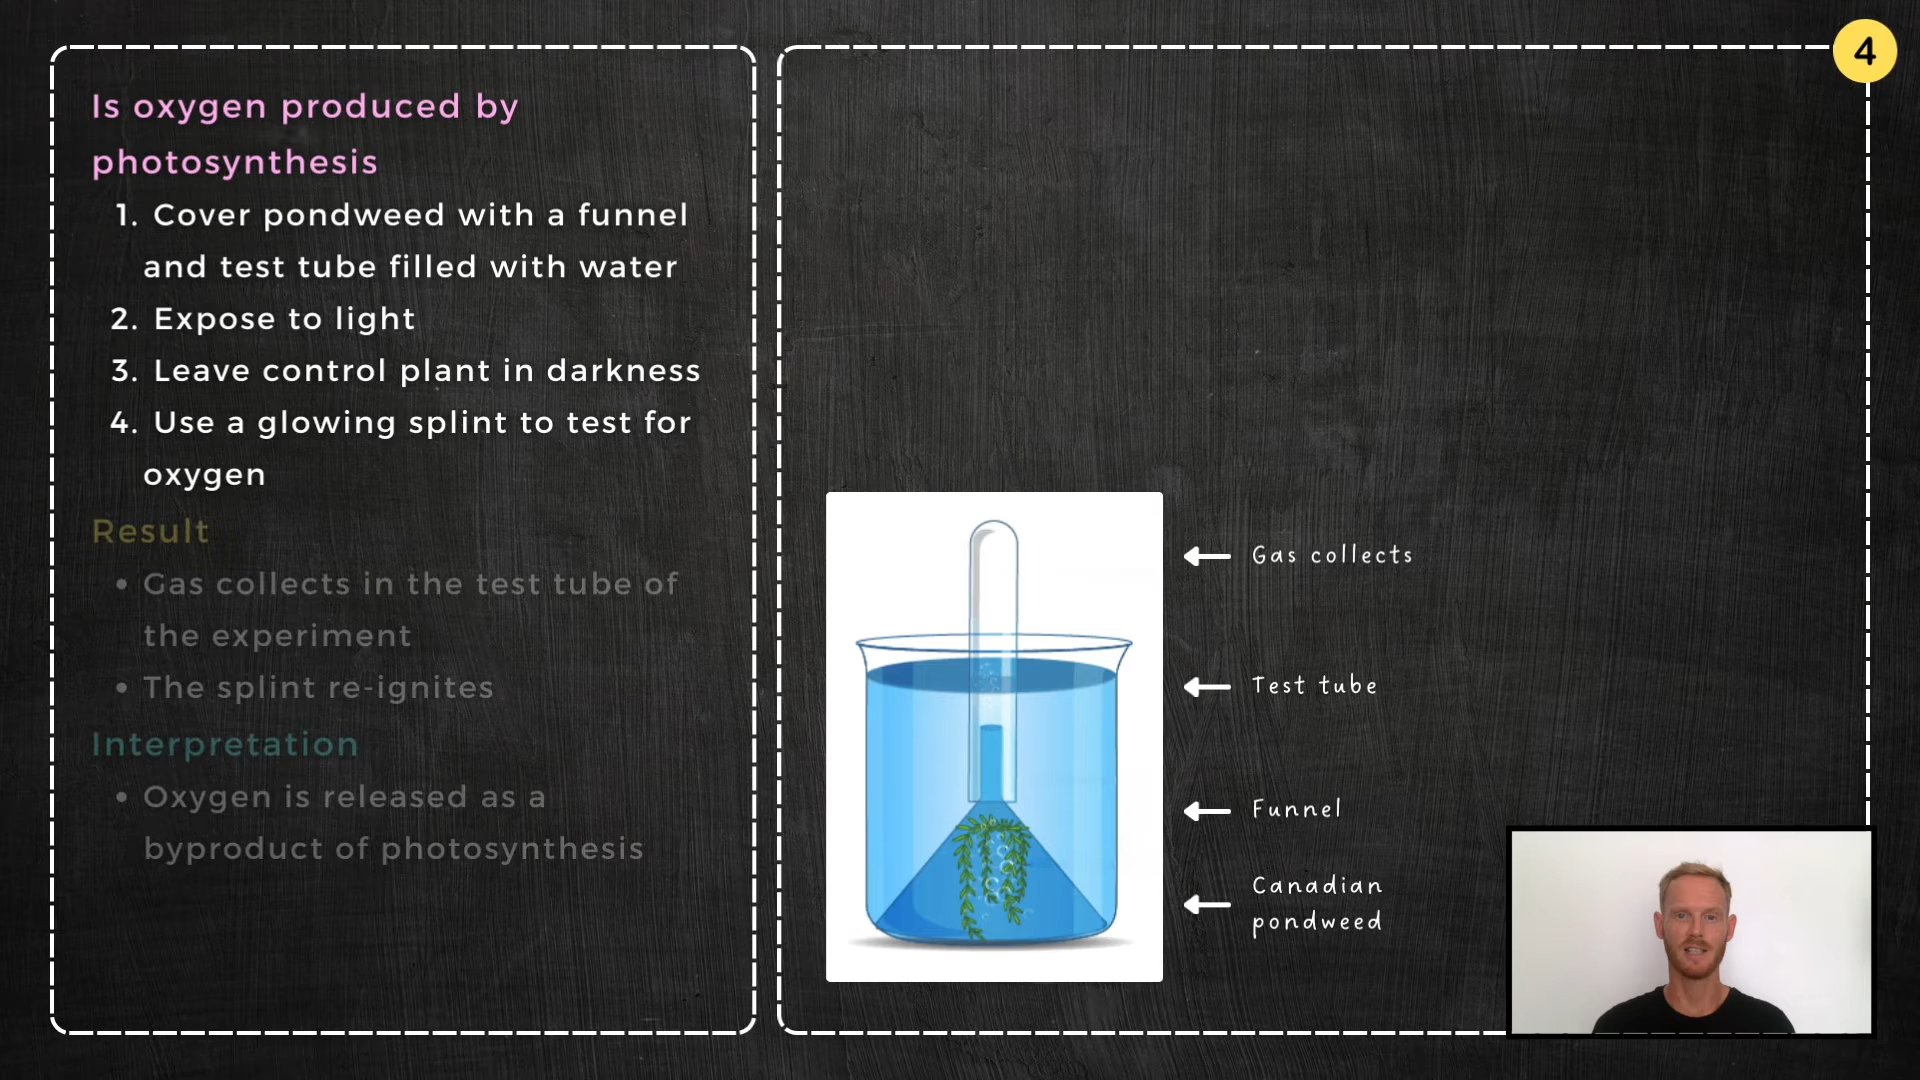 4
Is oxygen produced by
photosynthesis
1. Cover pondweed with a funnel
and test tube filled with water
2. Expose to light
3. Leave control plant in darkness
4. Use a glowing splint to test for
oxygen
Result
• Gas collects in the test tube of
the experiment
• The splint re-ignites
Interpretation
• Oxygen is released as a
byproduct of photosynthesis
Gas collects
Test tube
Funnel
Canadian
pondweed